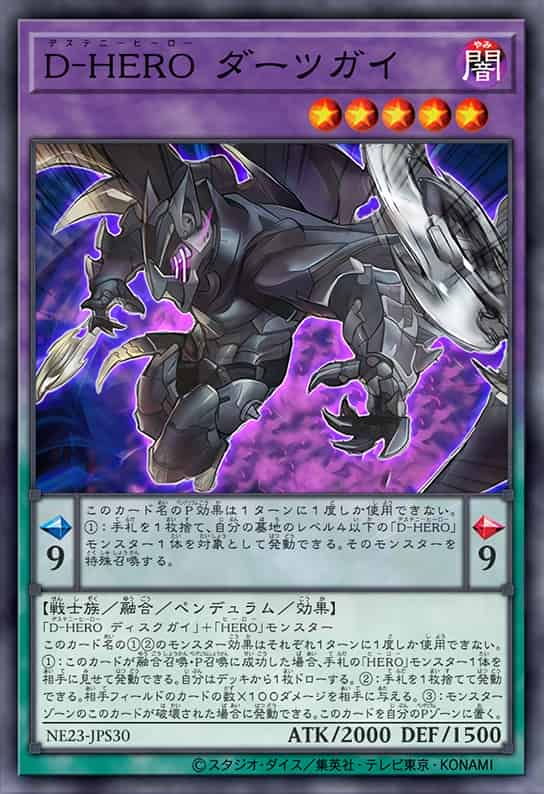 デステニーヒーロー
D-HERO ダーツガイ
やみ
闇
このカード名のP効果は1ターンに1度しか使用できない。
①：手札を1枚捨て、自分の墓地のレベル4以下の「D-HERO」
モンスター1体を対象として発動できる。そのモンスターを
特殊召喚する。
9
9
【戦士族／融合／ペンデュラム／効果】
「D-HERO ディスクガイ」＋「HERO」モンスター
このカード名の①②のモンスター効果はそれぞれ1ターンに1度しか使用できない。
①：このカードが融合召喚・P召喚に成功した場合、手札の「HERO」モンスター1体を
相手に見せて発動できる。自分はデッキから1枚ドローする。②：手札を1枚捨てて発動
できる。相手フィールドのカードの数×100ダメージを相手に与える。③：モンスター
ゾーンのこのカードが破壊された場合に発動できる。このカードを自分のPゾーンに置く。
NE23-JPS30
ATK/2000 DEF/1500
©スタジオ・ダイス/集英社・テレビ東京・KONAMI